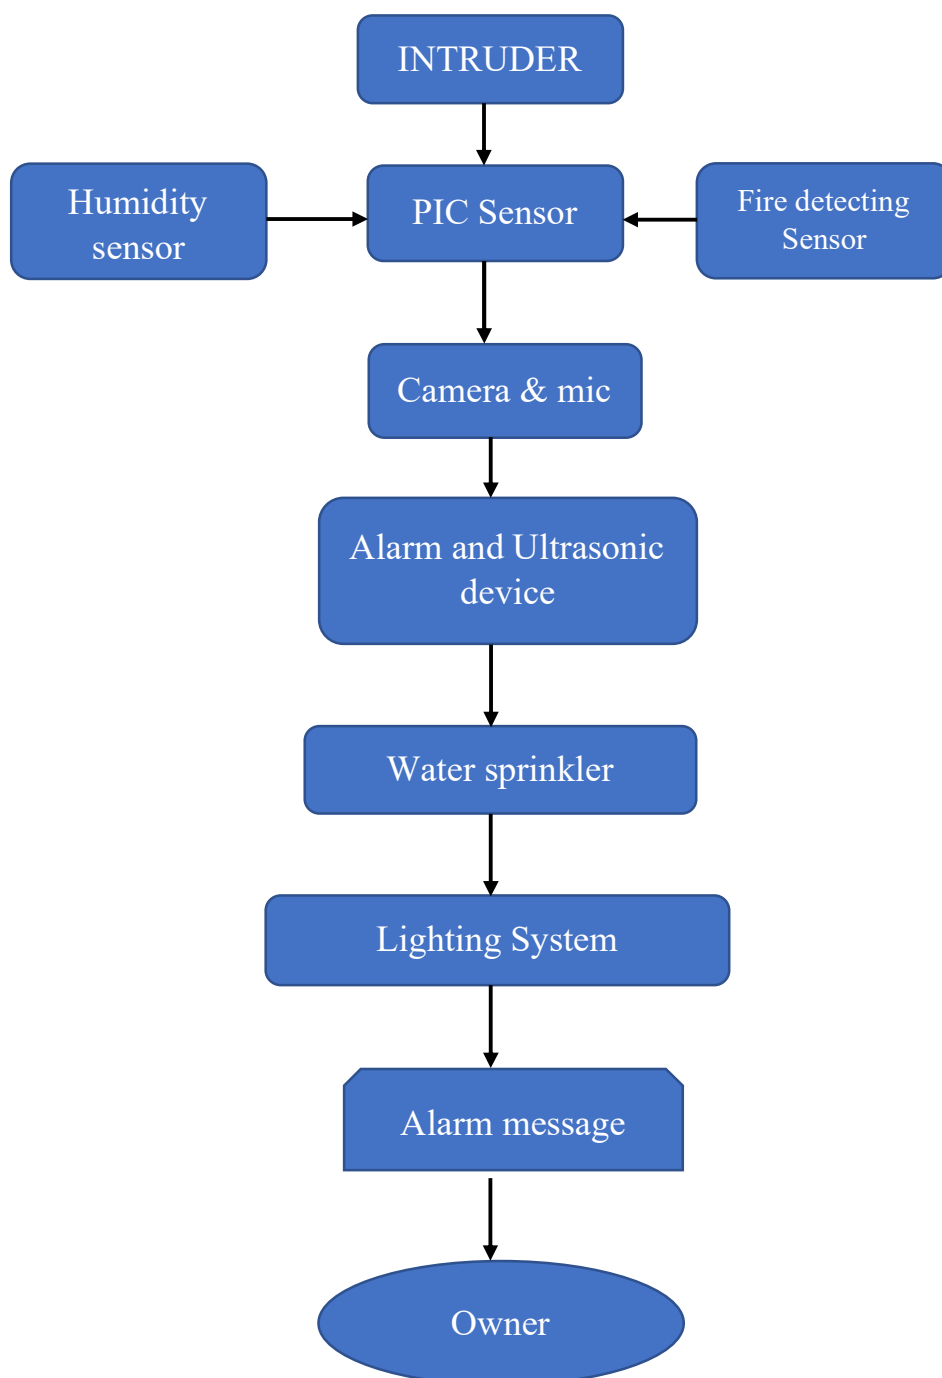 INTRUDER
Humidity
sensor
PIC Sensor
Fire detecting
Sensor
Camera & mic
Alarm and Ultrasonic
device
Water sprinkler
Lighting System
Alarm message
Owner